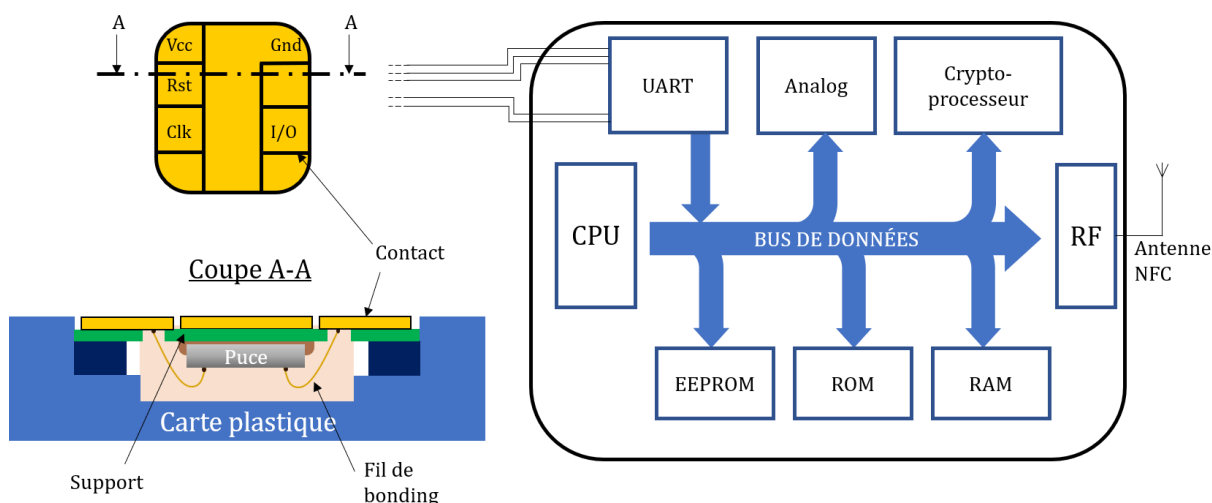 A
A
Vcc
Gnd
Rst
Clk
I/O
Contact
Coupe A-A
Puce
Carte plastique
Support
Fil de
bonding
UART
Analog
Crypto-
processeur
CPU
BUS DE DONNÉES
RF
Antenne
NFC
EEPROM
ROM
RAM